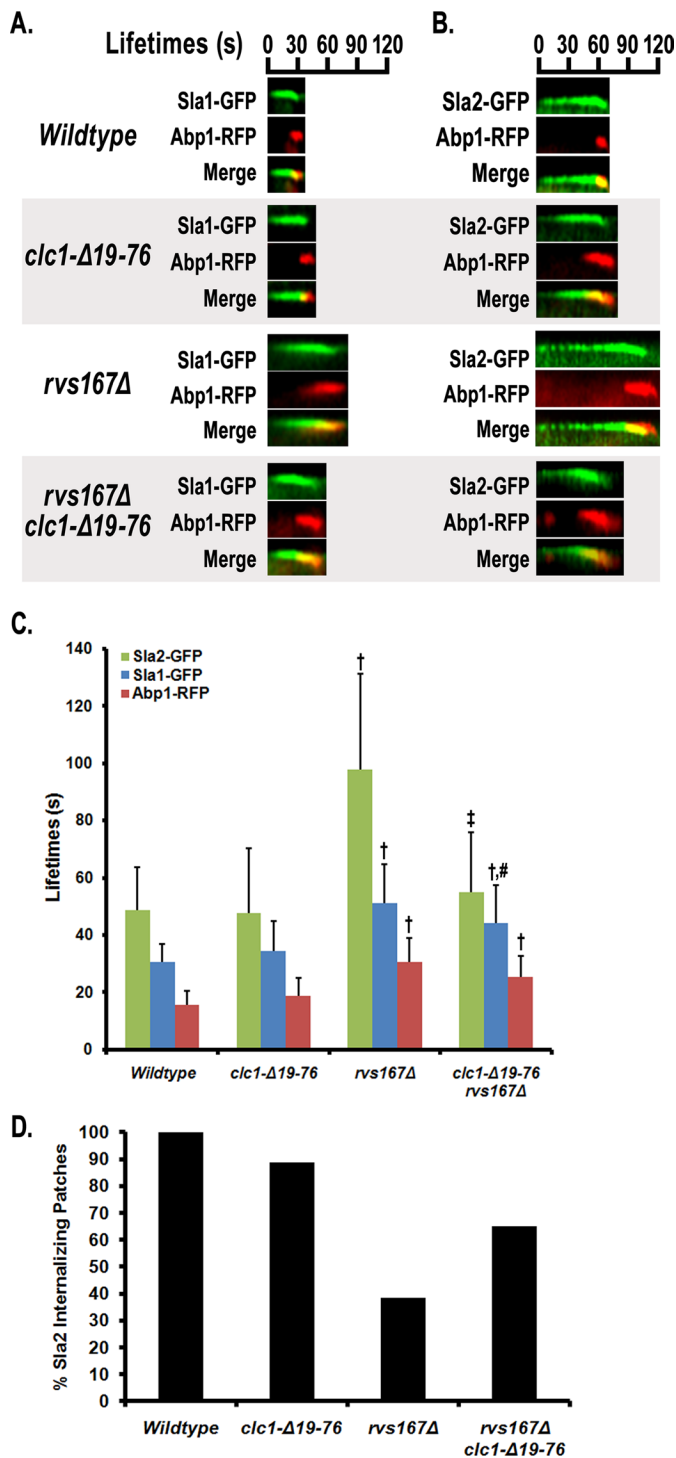 A.
Lifetimes (s) 0 30 60 90 120
B.
0 30 60 90 120
Wildtype
Sla1-GFP
Abp1-RFP
Merge
Sla2-GFP
Abp1-RFP
Merge
clc1-Δ19-76
Sla1-GFP
Abp1-RFP
Merge
Sla2-GFP
Abp1-RFP
Merge
rvs167Δ
Sla1-GFP
Abp1-RFP
Merge
Sla2-GFP
Abp1-RFP
Merge
rvs167Δ
clc1-Δ19-76
Sla1-GFP
Abp1-RFP
Merge
Sla2-GFP
Abp1-RFP
Merge
C.
Lifetimes (s)
140
120
100
80
60
40
20
0
Sla2-GFP
Sla1-GFP
Abp1-RFP
†
†
†
‡
†,#
†
Wildtype
clc1-Δ19-76
rvs167Δ
clc1-Δ19-76
rvs167Δ
D.
% Sla2 Internalizing Patches
100
90
80
70
60
50
40
30
20
10
0
Wildtype
clc1-Δ19-76
rvs167Δ
rvs167Δ
clc1-Δ19-76